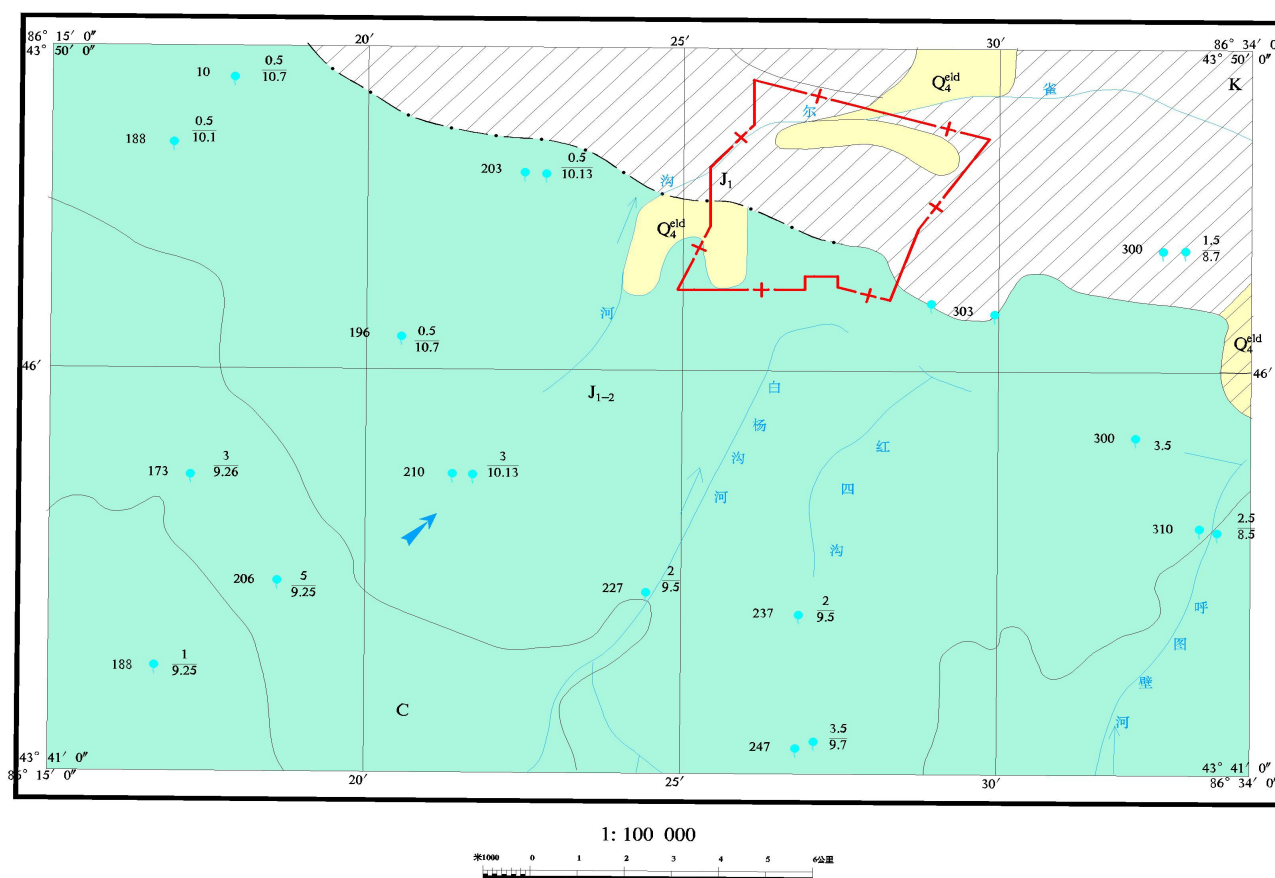 86° 15′ 0″ 20′ 25′ 30′ 86° 34′ 0
43° 50′ 0″ 43° 50′ 0″
10 0.5/10.7
Q₄ᵉˡᵈ
K
雀
尔
188 0.5/10.1
203 0.5/10.13
沟
J₁
Q₄ᵉˡᵈ
300 1.5/8.7
河
303
196 0.5/10.7
Q₄ᵉˡᵈ
46′ 46′
J₁₋₂
白杨沟河
红四沟
300 3.5
173 3/9.26
210 3/10.13
310 2.5/8.5
206 5/9.25
227 2/9.5
237 2/9.5
呼图壁河
188 1/9.25
C
247 3.5/9.7
43° 41′ 0″ 43° 41′ 0″
86° 15′ 0″ 20′ 25′ 30′ 86° 34′ 0″
1: 100 000
米1000 0 1 2 3 4 5 6公里